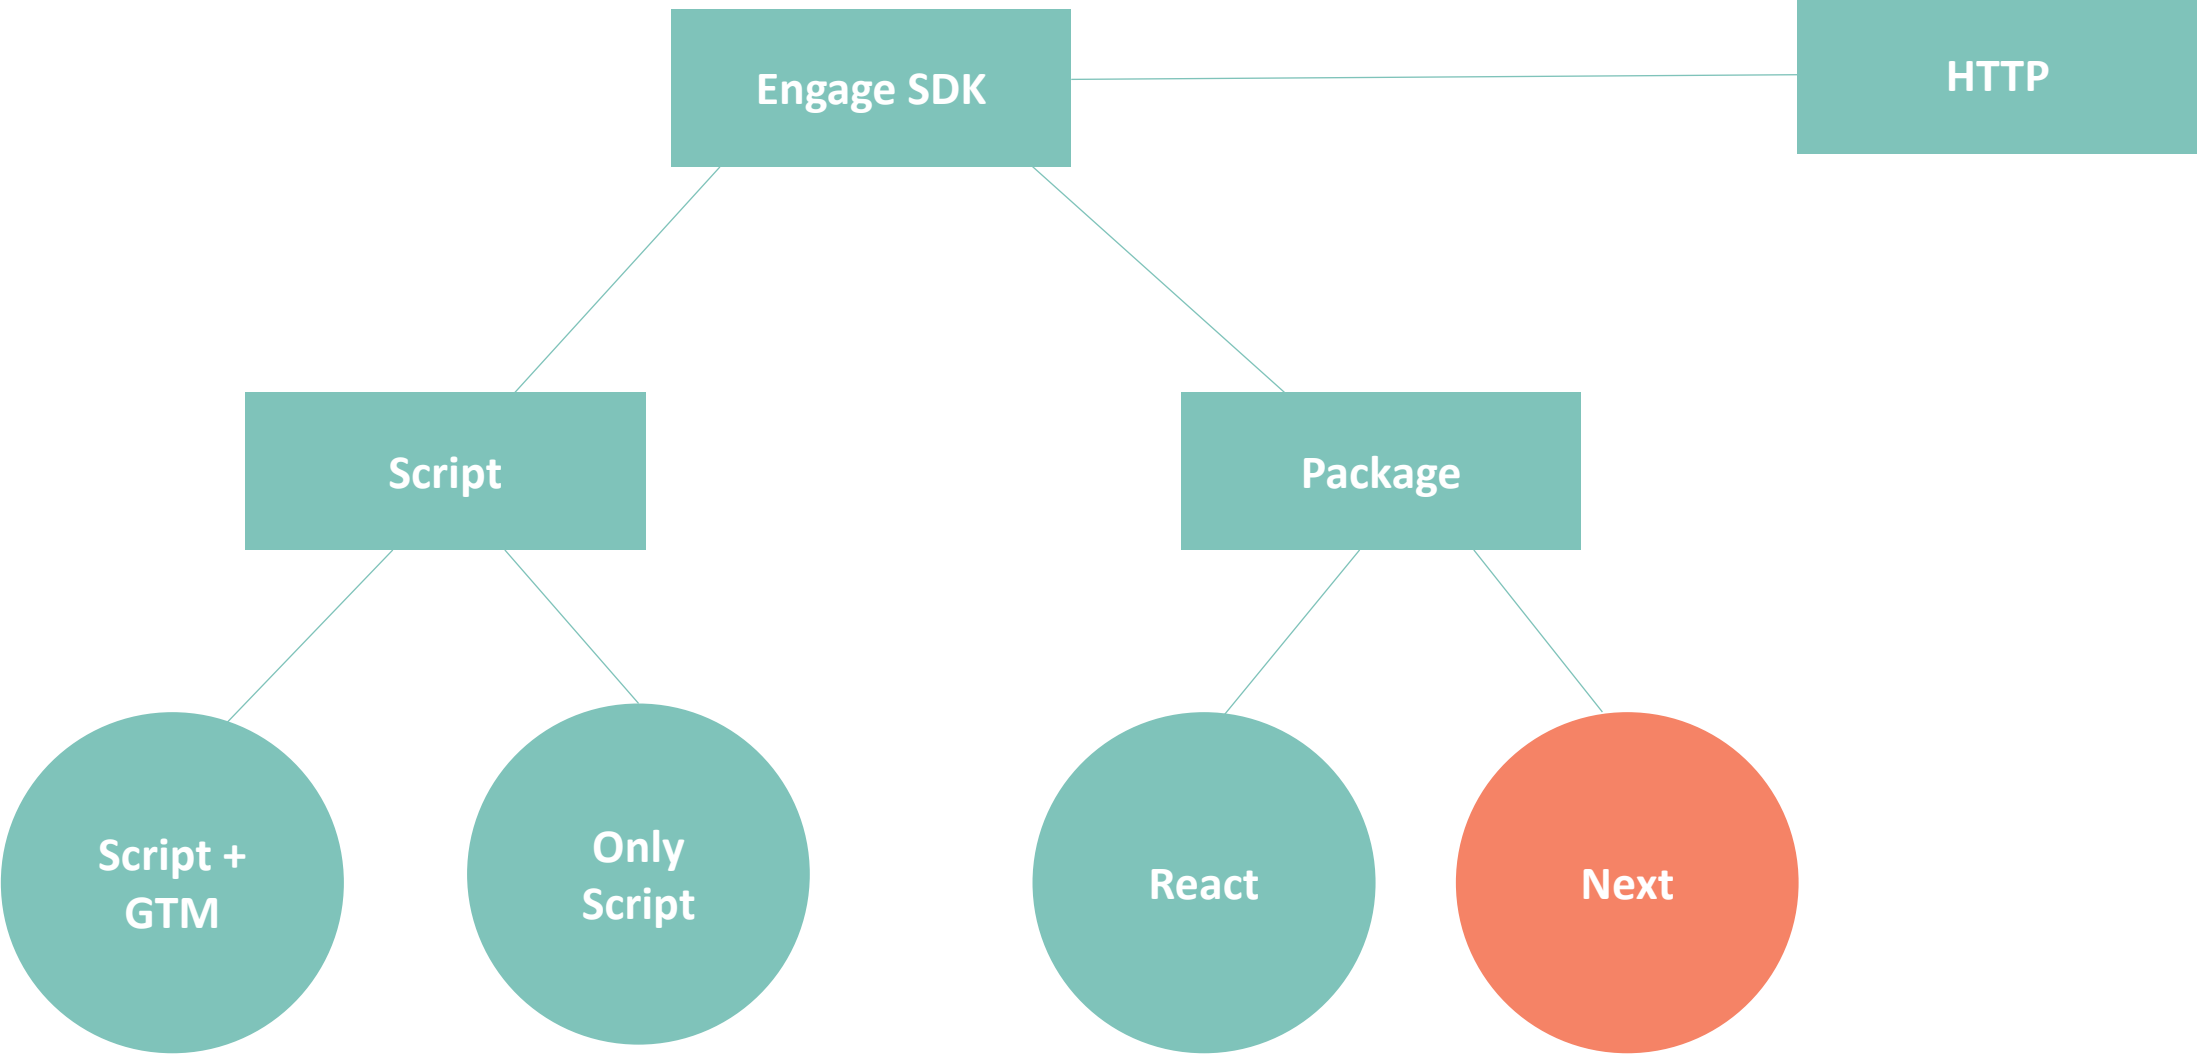 Engage SDK
HTTP
Script
Package
Script +
GTM
Only
Script
React
Next